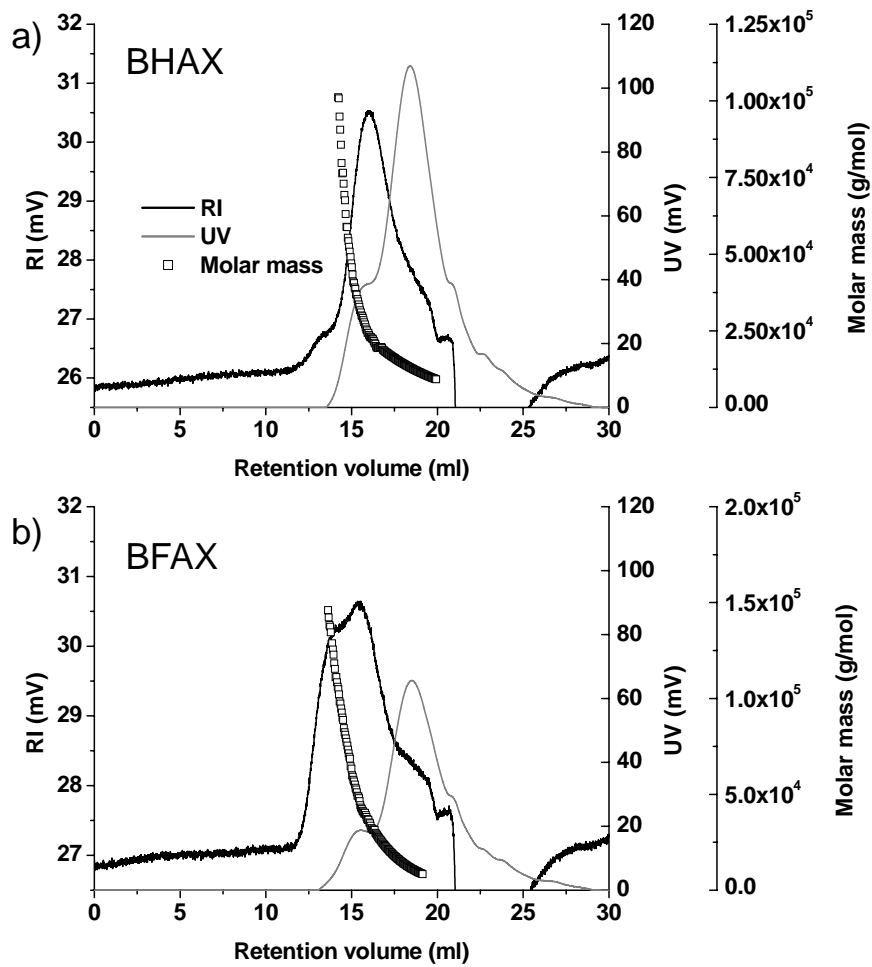 a)
BHAX
RI
UV
Molar mass
32
31
30
29
28
27
26
RI (mV)
0 5 10 15 20 25 30
Retention volume (ml)
120
100
80
60
40
20
0
UV (mV)
1.25x10^5
1.00x10^5
7.50x10^4
5.00x10^4
2.50x10^4
0.00
Molar mass (g/mol)
b)
BFAX
32
31
30
29
28
27
RI (mV)
0 5 10 15 20 25 30
Retention volume (ml)
120
100
80
60
40
20
0
UV (mV)
2.0x10^5
1.5x10^5
1.0x10^5
5.0x10^4
0.0
Molar mass (g/mol)